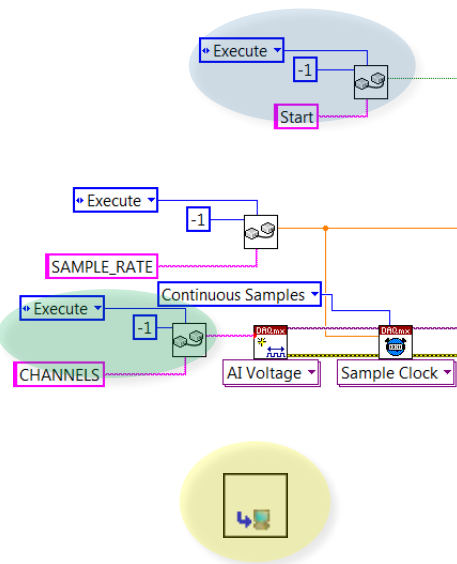 Execute
-1
Start
Execute
-1
SAMPLE_RATE
Continuous Samples
Execute
-1
CHANNELS
DAQmx
AI Voltage
DAQmx
Sample Clock